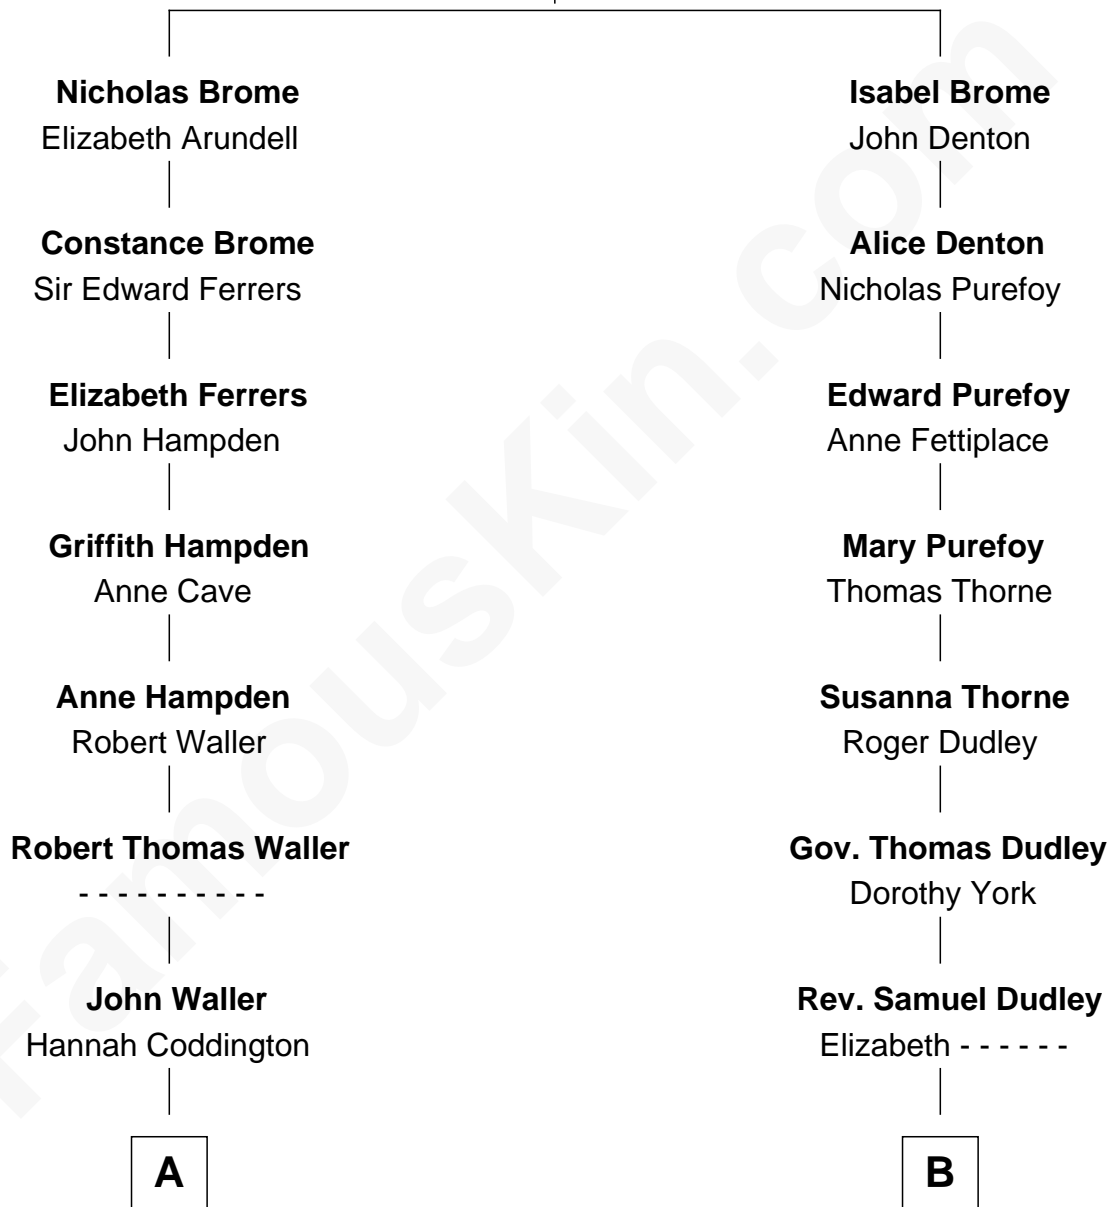 Nicholas Brome
Elizabeth Arundell
Isabel Brome
John Denton
Constance Brome
Sir Edward Ferrers
Alice Denton
Nicholas Purefoy
Elizabeth Ferrers
John Hampden
Edward Purefoy
Anne Fettiplace
Griffith Hampden
Anne Cave
Mary Purefoy
Thomas Thorne
Anne Hampden
Robert Waller
Susanna Thorne
Roger Dudley
Robert Thomas Waller
- - - - - - - - - -
Gov. Thomas Dudley
Dorothy York
John Waller
Hannah Coddington
Rev. Samuel Dudley
Elizabeth - - - - - -
A
B
FamousKin.com